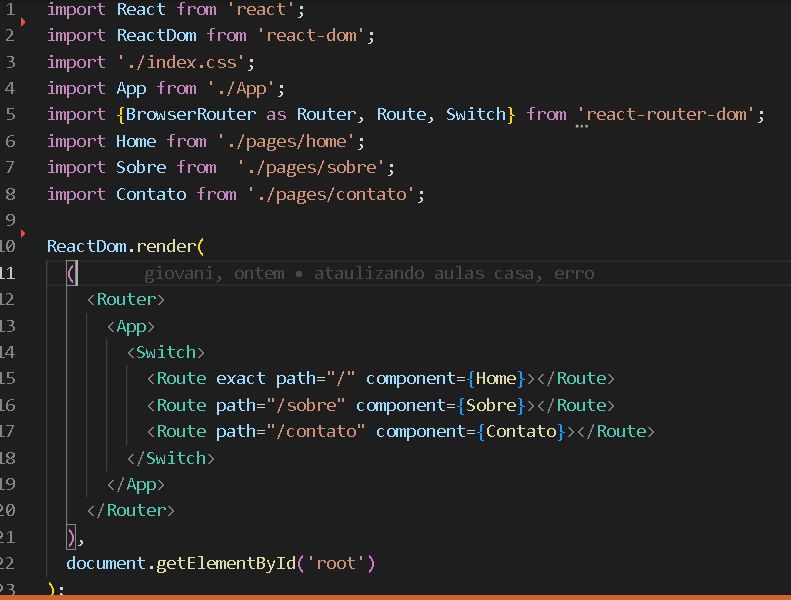 1 import React from 'react';
2 import ReactDom from 'react-dom';
3 import './index.css';
4 import App from './App';
5 import {BrowserRouter as Router, Route, Switch} from 'react-router-dom';
6 import Home from './pages/home';
7 import Sobre from  './pages/sobre';
8 import Contato from './pages/contato';
9
10 ReactDom.render(
11 ( giovani, ontem • ataulizando aulas casa, erro
12 <Router>
13 <App>
14 <Switch>
15 <Route exact path="/" component={Home}></Route>
16 <Route path="/sobre" component={Sobre}></Route>
17 <Route path="/contato" component={Contato}></Route>
18 </Switch>
19 </App>
20 </Router>
21 ),
22 document.getElementById('root')
23 );